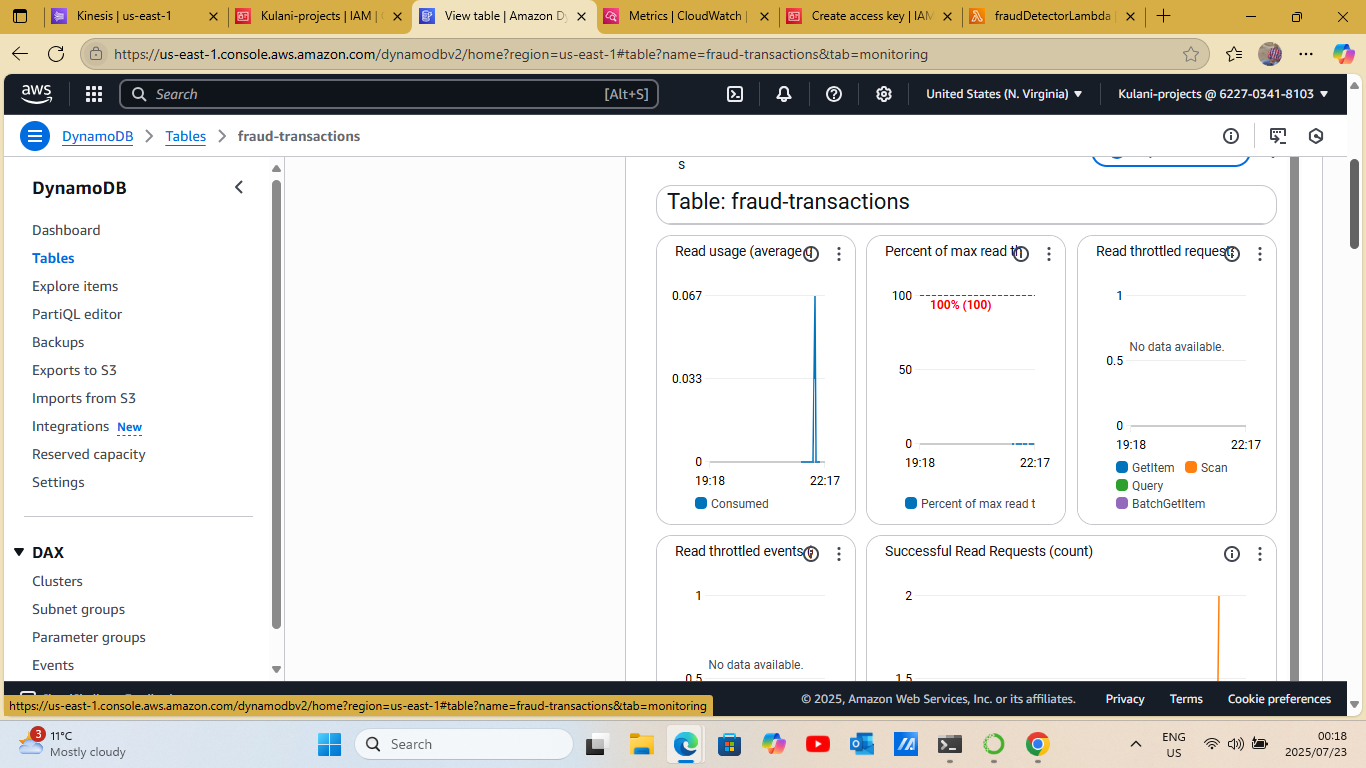 Kinesis | us-east-1
Kulani-projects | IAM |
View table | Amazon D
Metrics | CloudWatch |
Create access key | IAM
fraudDetectorLambda |
https://us-east-1.console.aws.amazon.com/dynamodbv2/home?region=us-east-1#table?name=fraud-transactions&tab=monitoring
aws
Search
[Alt+S]
United States (N. Virginia)
Kulani-projects @ 6227-0341-8103
DynamoDB
Tables
fraud-transactions
DynamoDB
Dashboard
Tables
Explore items
PartiQL editor
Backups
Exports to S3
Imports from S3
Integrations New
Reserved capacity
Settings
DAX
Clusters
Subnet groups
Parameter groups
Events
s
Table: fraud-transactions
Read usage (average
0.067
0.033
0
19:18 22:17
Consumed
Percent of max read th
100
100% (100)
50
0
19:18 22:17
Percent of max read t
Read throttled request
1
No data available.
0.5
0
19:18 22:17
GetItem Scan
Query
BatchGetItem
Read throttled events
1
No data available.
0.5
Successful Read Requests (count)
2
1.5
© 2025, Amazon Web Services, Inc. or its affiliates.
Privacy
Terms
Cookie preferences
https://us-east-1.console.aws.amazon.com/dynamodbv2/home?region=us-east-1#table?name=fraud-transactions&tab=monitoring
3
11°C
Mostly cloudy
Search
ENG
US
00:18
2025/07/23